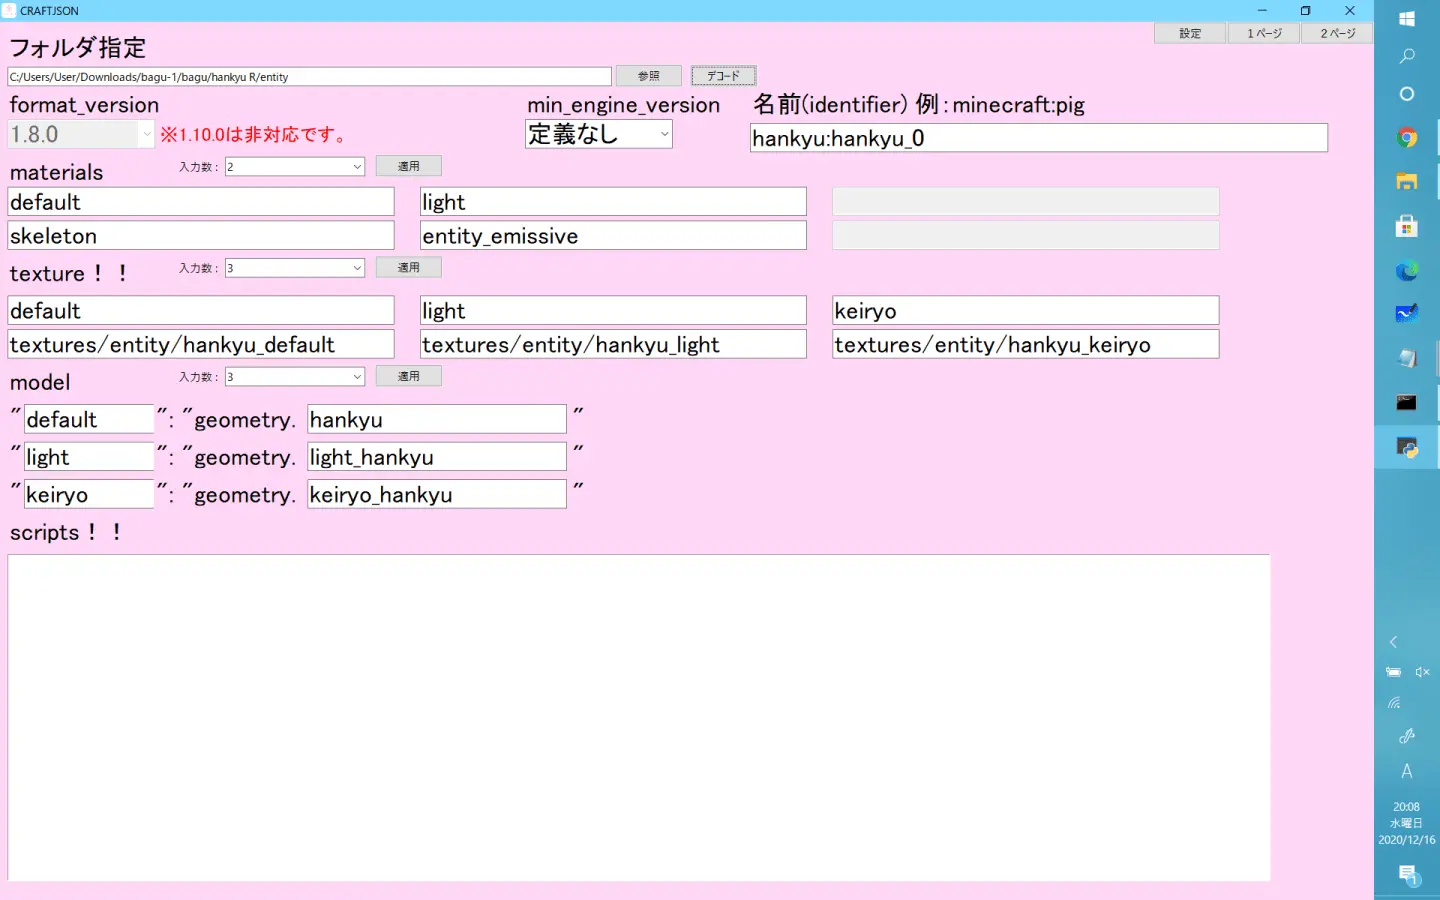 CRAFTJSON
設定 1ページ 2ページ
フォルダ指定
C:/Users/User/Downloads/bagu-1/bagu/hankyu R/entity 参照 デコード
format_version min_engine_version 名前(identifier) 例：minecraft:pig
1.8.0 ※1.10.0は非対応です。 定義なし hankyu:hankyu_0
materials 入力数： 2 適用
default light
skeleton entity_emissive
texture！！ 入力数： 3 適用
default light keiryo
textures/entity/hankyu_default textures/entity/hankyu_light textures/entity/hankyu_keiryo
model 入力数： 3 適用
"default": "geometry. hankyu"
"light": "geometry. light_hankyu"
"keiryo": "geometry. keiryo_hankyu"
scripts！！
A
20:08
水曜日
2020/12/16
1